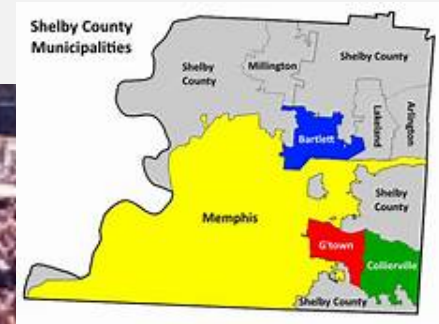 Shelby County
Municipalities
Shelby
County
Millington
Shelby County
Bartlett
Lakeland
Arlington
Shelby
County
Memphis
G'town
Collierville
Shelby County